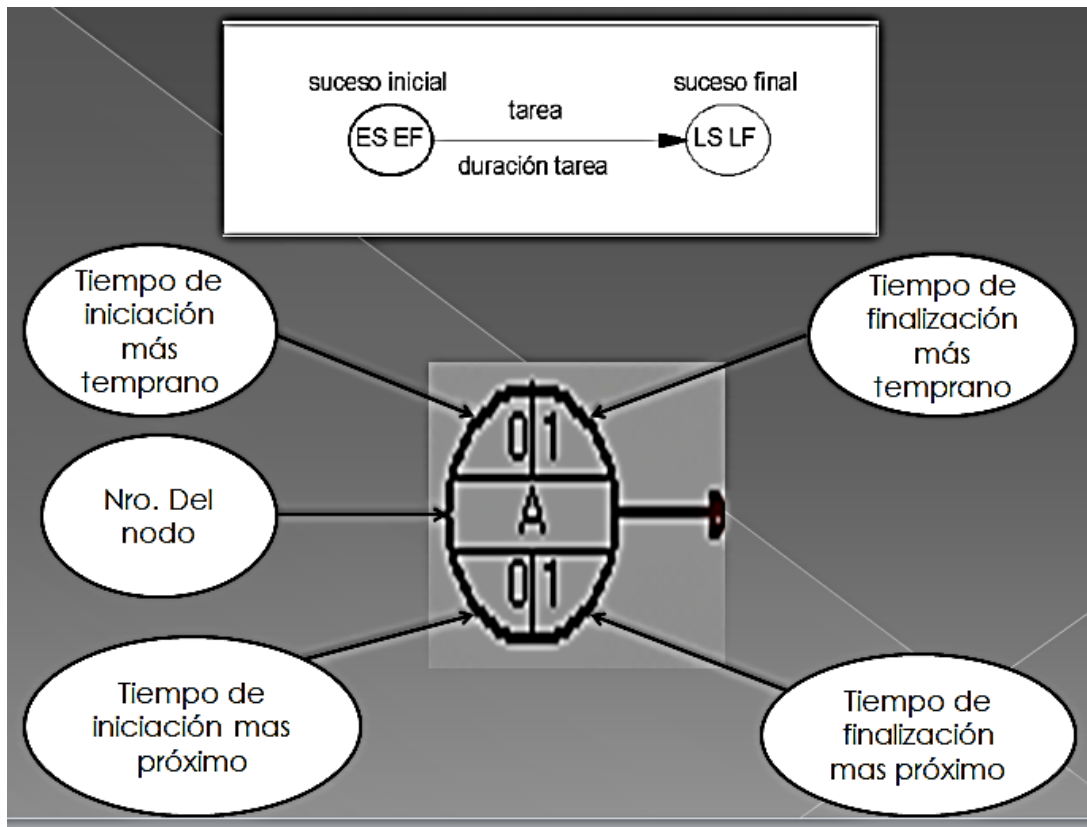 suceso inicial
suceso final
tarea
ES EF
LS LF
duración tarea
Tiempo de
iniciación
más
temprano
Tiempo de
finalización
más
temprano
0 1
Nro. Del
nodo
A
0 1
Tiempo de
iniciación mas
próximo
Tiempo de
finalización
mas próximo